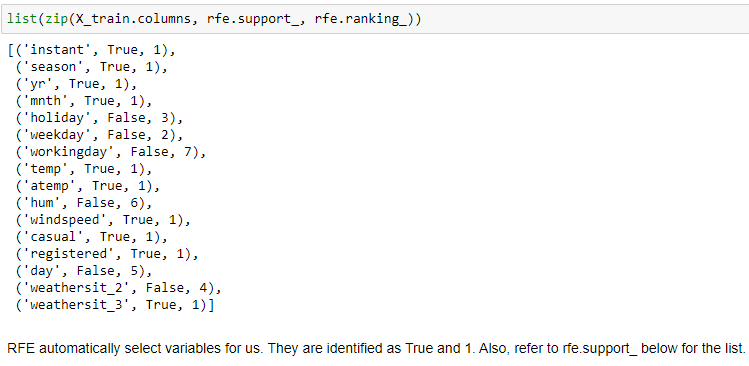 list(zip(X_train.columns, rfe.support_, rfe.ranking_))
[('instant', True, 1),
 ('season', True, 1),
 ('yr', True, 1),
 ('mnth', True, 1),
 ('holiday', False, 3),
 ('weekday', False, 2),
 ('workingday', False, 7),
 ('temp', True, 1),
 ('atemp', True, 1),
 ('hum', False, 6),
 ('windspeed', True, 1),
 ('casual', True, 1),
 ('registered', True, 1),
 ('day', False, 5),
 ('weathersit_2', False, 4),
 ('weathersit_3', True, 1)]
RFE automatically select variables for us. They are identified as True and 1. Also, refer to rfe.support_ below for the list.